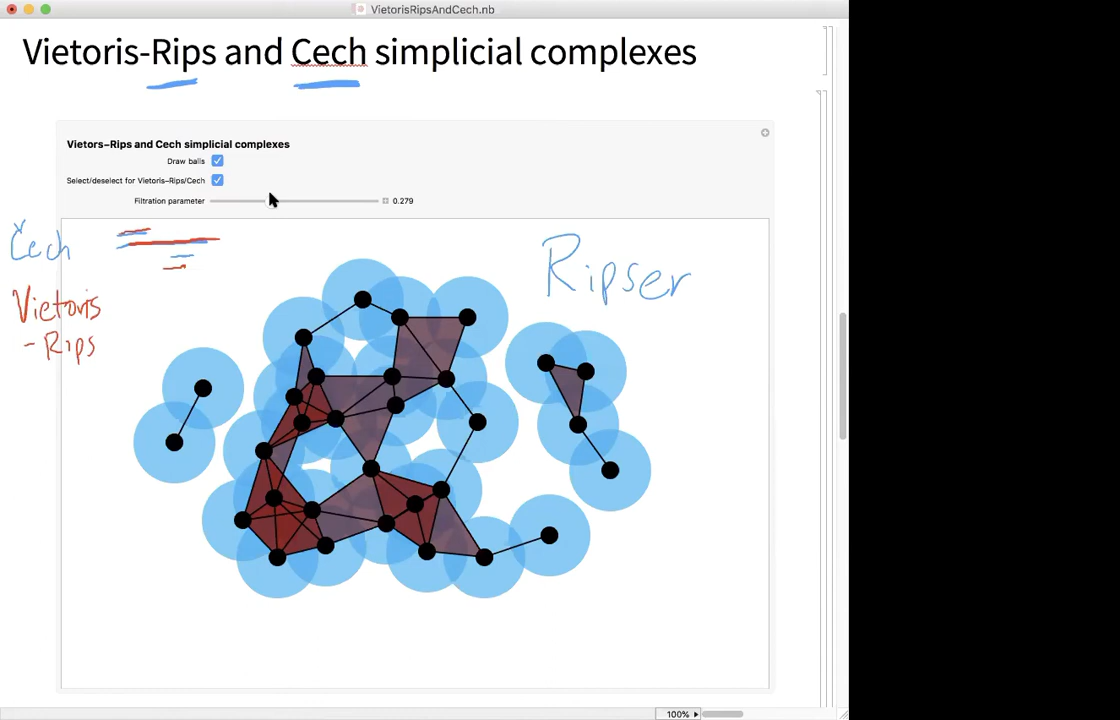 VietorisRipsAndCech.nb
Vietoris-Rips and Cech simplicial complexes
Vietors-Rips and Cech simplicial complexes
Draw balls
Select/deselect for Vietoris-Rips/Cech
Filtration parameter 0.279
Čech
Vietoris
- Rips
Ripser
100%